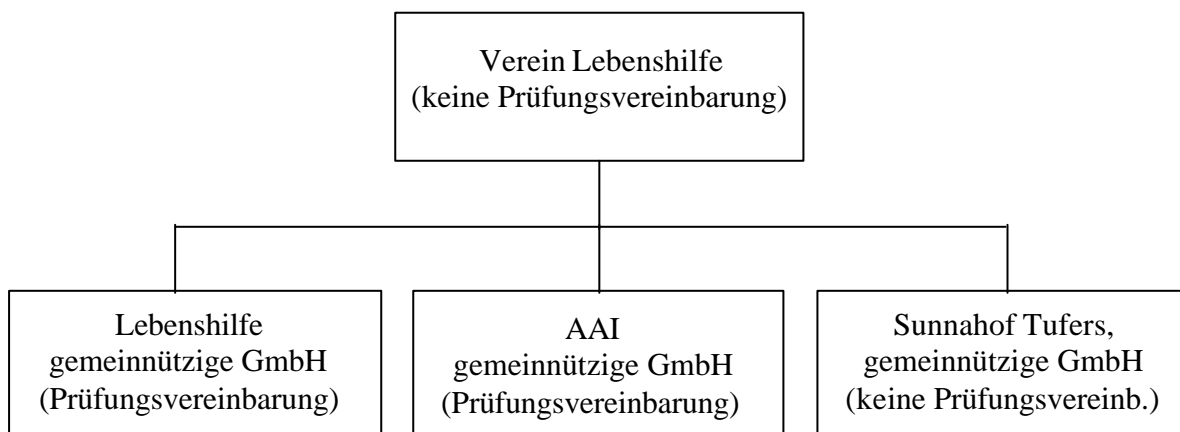 Verein Lebenshilfe
(keine Prüfungsvereinbarung)
Lebenshilfe
gemeinnützige GmbH
(Prüfungsvereinbarung)
AAI
gemeinnützige GmbH
(Prüfungsvereinbarung)
Sunnahof Tufers,
gemeinnützige GmbH
(keine Prüfungsvereinb.)